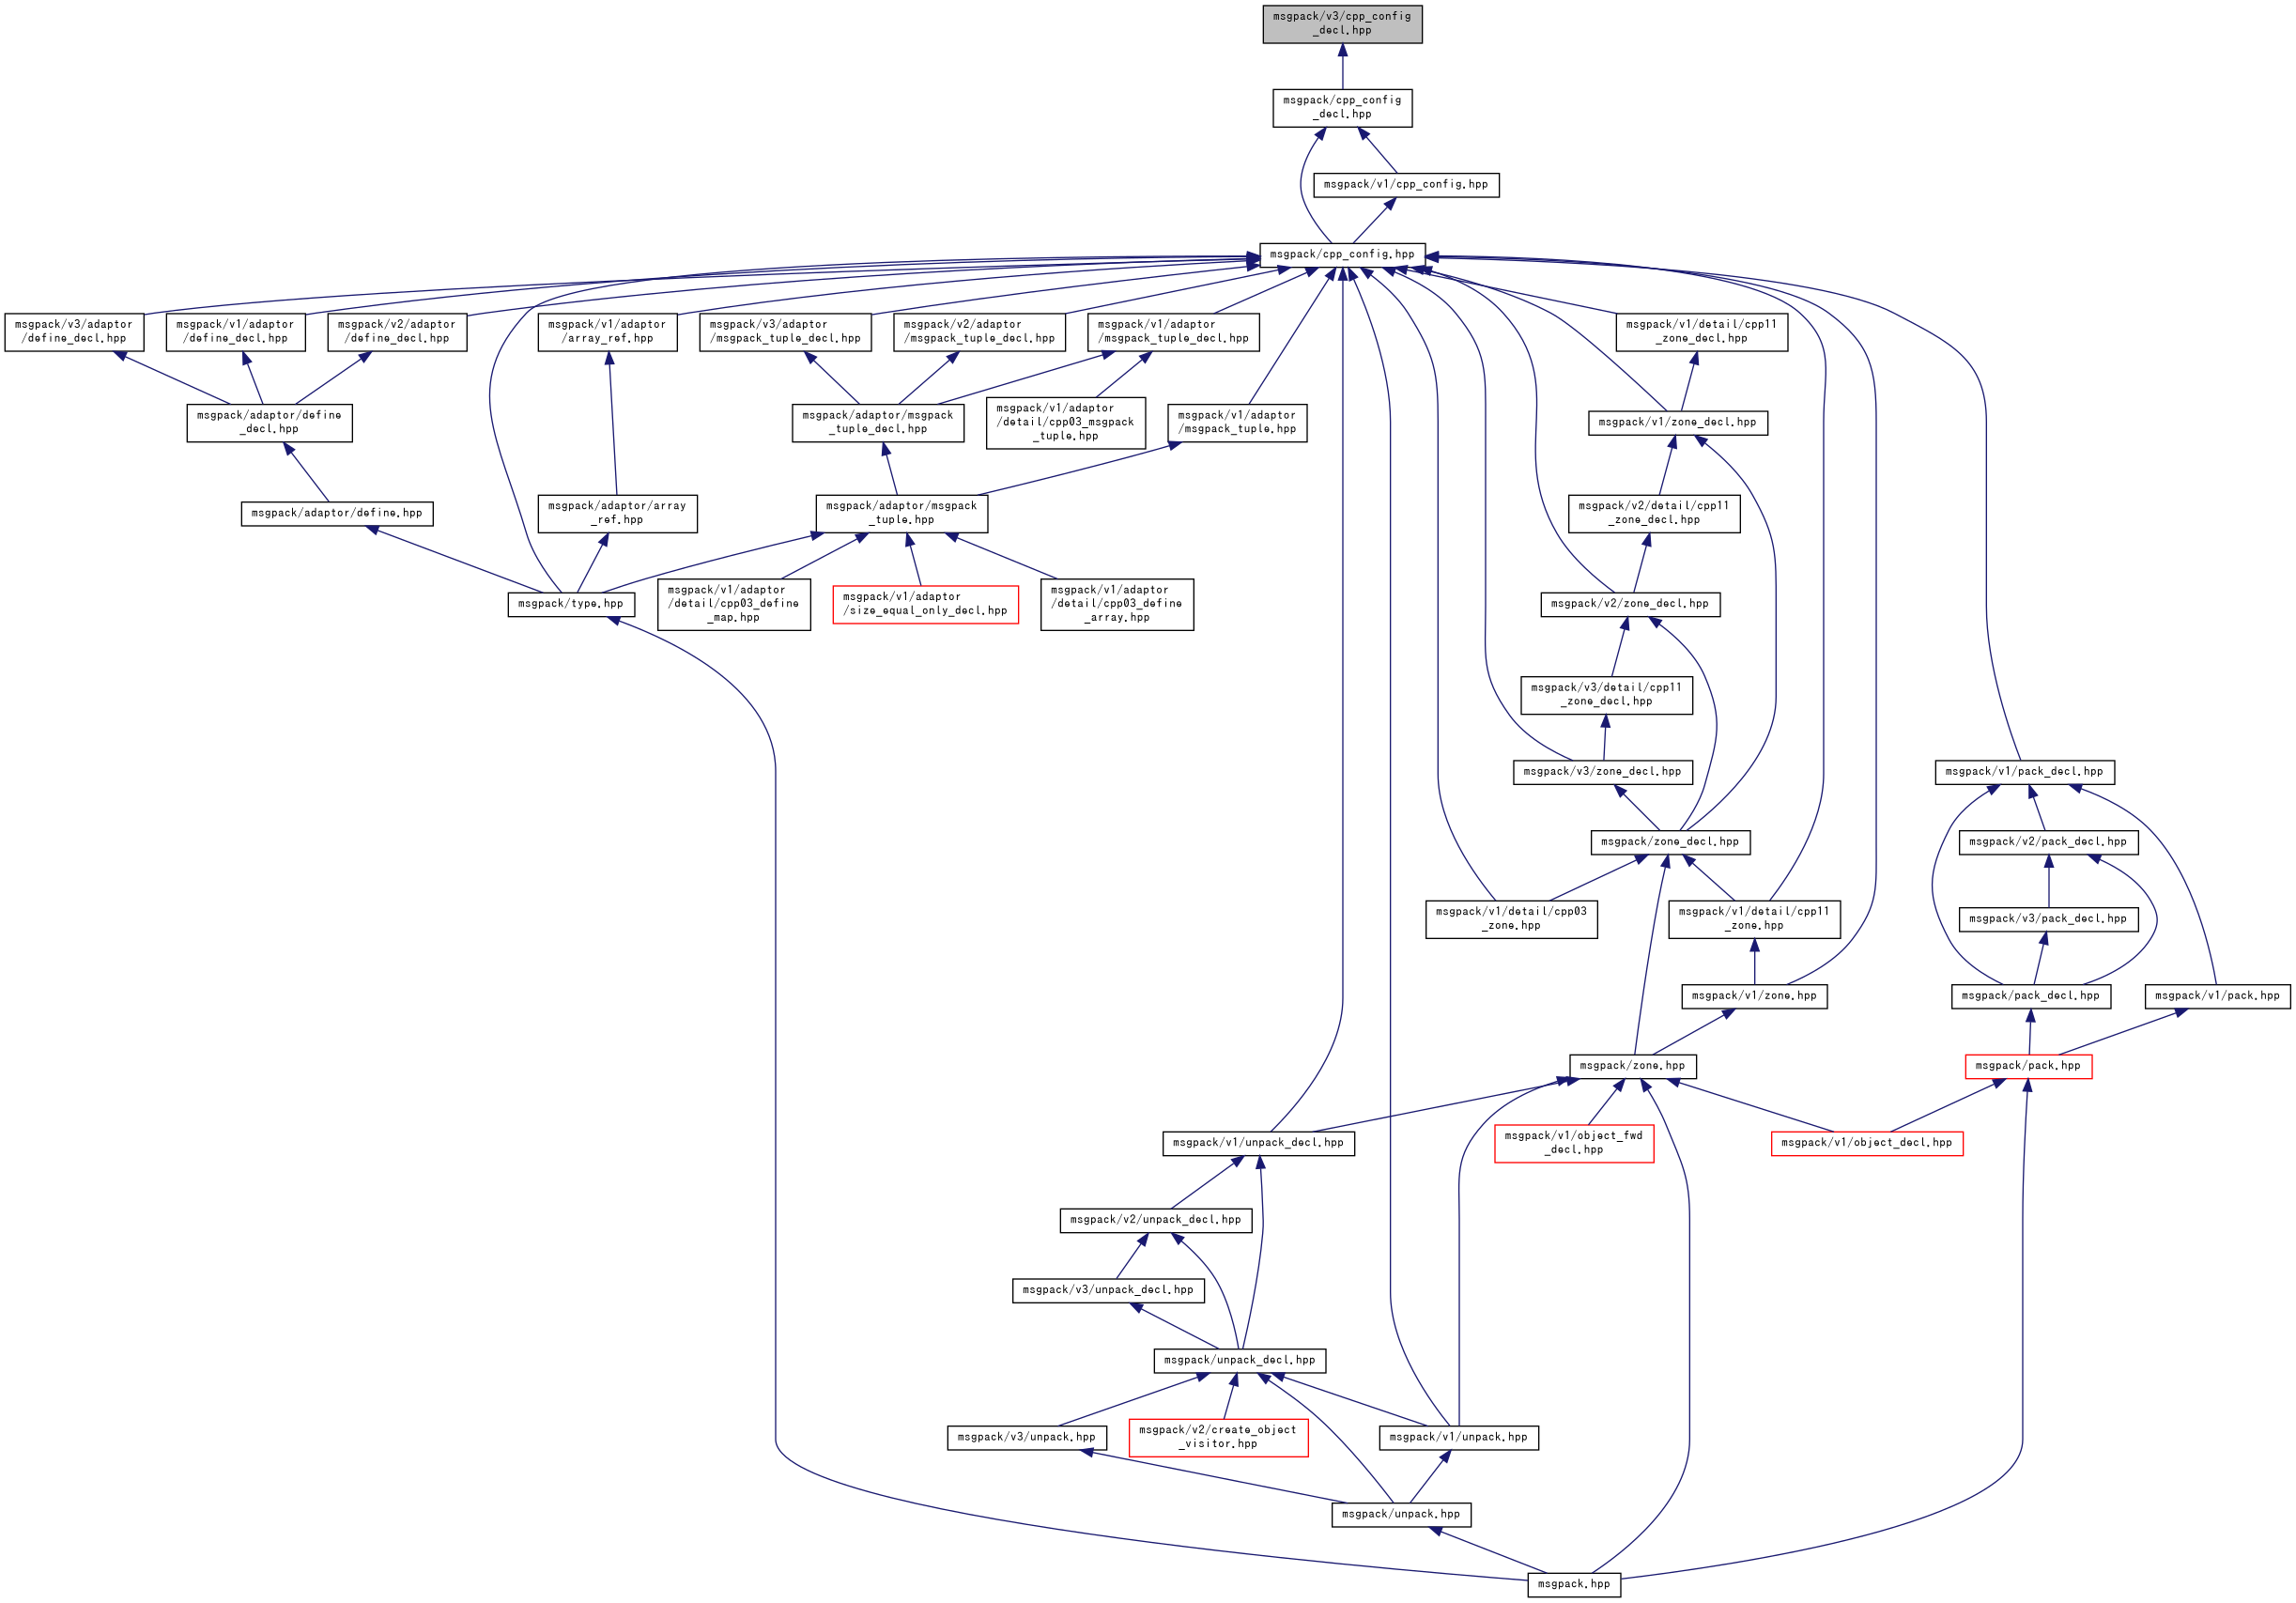 msgpack/v3/cpp_config
_decl.hpp
msgpack/cpp_config
_decl.hpp
msgpack/v1/cpp_config.hpp
msgpack/cpp_config.hpp
msgpack/v3/adaptor
/define_decl.hpp
msgpack/v1/adaptor
/define_decl.hpp
msgpack/v2/adaptor
/define_decl.hpp
msgpack/v1/adaptor
/array_ref.hpp
msgpack/v3/adaptor
/msgpack_tuple_decl.hpp
msgpack/v2/adaptor
/msgpack_tuple_decl.hpp
msgpack/v1/adaptor
/msgpack_tuple_decl.hpp
msgpack/v1/detail/cpp11
_zone_decl.hpp
msgpack/adaptor/define
_decl.hpp
msgpack/adaptor/msgpack
_tuple_decl.hpp
msgpack/v1/adaptor
/detail/cpp03_msgpack
_tuple.hpp
msgpack/v1/adaptor
/msgpack_tuple.hpp
msgpack/v1/zone_decl.hpp
msgpack/adaptor/define.hpp
msgpack/adaptor/array
_ref.hpp
msgpack/adaptor/msgpack
_tuple.hpp
msgpack/v2/detail/cpp11
_zone_decl.hpp
msgpack/type.hpp
msgpack/v1/adaptor
/detail/cpp03_define
_map.hpp
msgpack/v1/adaptor
/size_equal_only_decl.hpp
msgpack/v1/adaptor
/detail/cpp03_define
_array.hpp
msgpack/v2/zone_decl.hpp
msgpack/v3/detail/cpp11
_zone_decl.hpp
msgpack/v3/zone_decl.hpp
msgpack/v1/pack_decl.hpp
msgpack/zone_decl.hpp
msgpack/v2/pack_decl.hpp
msgpack/v1/detail/cpp03
_zone.hpp
msgpack/v1/detail/cpp11
_zone.hpp
msgpack/v3/pack_decl.hpp
msgpack/v1/zone.hpp
msgpack/pack_decl.hpp
msgpack/v1/pack.hpp
msgpack/zone.hpp
msgpack/pack.hpp
msgpack/v1/unpack_decl.hpp
msgpack/v1/object_fwd
_decl.hpp
msgpack/v1/object_decl.hpp
msgpack/v2/unpack_decl.hpp
msgpack/v3/unpack_decl.hpp
msgpack/unpack_decl.hpp
msgpack/v3/unpack.hpp
msgpack/v2/create_object
_visitor.hpp
msgpack/v1/unpack.hpp
msgpack/unpack.hpp
msgpack.hpp